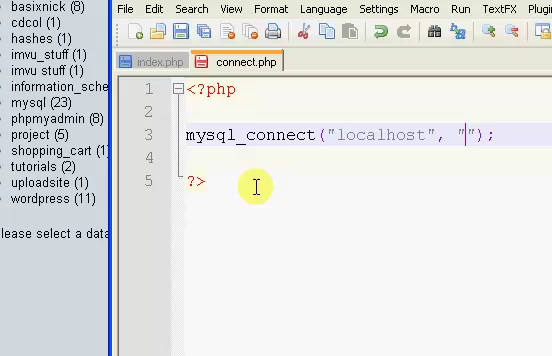 basixnick (8)
cdcol (1)
hashes (1)
imvu_stuff (1)
imvu stuff (1)
information_sche
mysql (23)
phpmyadmin (8)
project (5)
shopping_cart (1)
tutorials (2)
uploadsite (1)
wordpress (11)
lease select a data
File Edit Search View Format Language Settings Macro Run TextFX Plugin
index.php connect.php
1 <?php
2
3 mysql_connect("localhost", "");
4
5 ?>